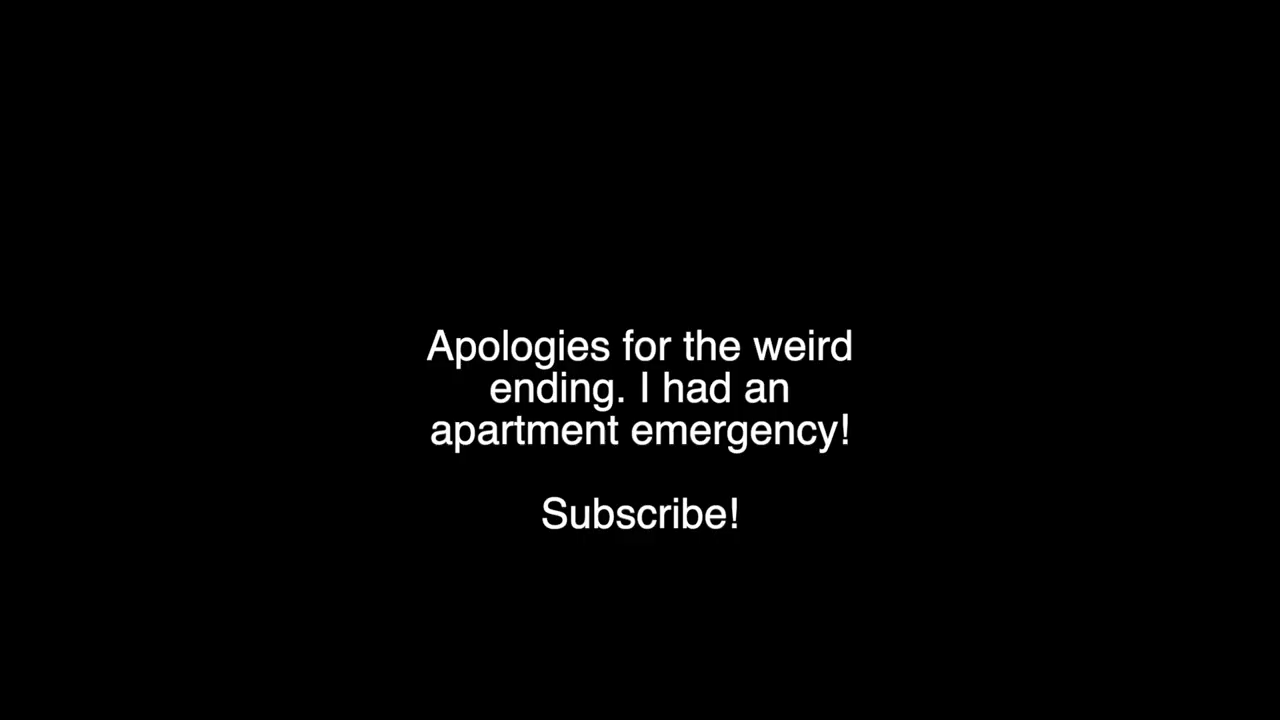 Apologies for the weird
ending. I had an
apartment emergency!
Subscribe!